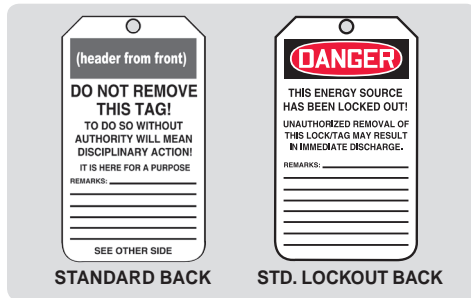 (header from front)
DO NOT REMOVE
THIS TAG!
TO DO SO WITHOUT
AUTHORITY WILL MEAN
DISCIPLINARY ACTION!
IT IS HERE FOR A PURPOSE
REMARKS:
SEE OTHER SIDE
STANDARD BACK
DANGER
THIS ENERGY SOURCE
HAS BEEN LOCKED OUT!
UNAUTHORIZED REMOVAL OF
THIS LOCK/TAG MAY RESULT
IN IMMEDIATE DISCHARGE.
REMARKS:
STD. LOCKOUT BACK